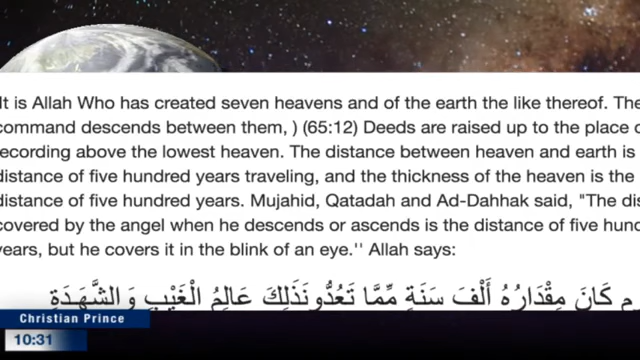 It is Allah Who has created seven heavens and of the earth the like thereof. The
command descends between them, ) (65:12) Deeds are raised up to the place o
recording above the lowest heaven. The distance between heaven and earth is
distance of five hundred years traveling, and the thickness of the heaven is the
distance of five hundred years. Mujahid, Qatadah and Ad-Dahhak said, "The dis
covered by the angel when he descends or ascends is the distance of five hund
years, but he covers it in the blink of an eye.'' Allah says:
م كَانَ مِقْدَارُهُ أَلْفَ سَنَةٍ مِّمَّا تَعُدُّونَذَلِكَ عَالِمُ الْغَيْبِ وَالشَّهَدَةِ
Christian Prince
10:31